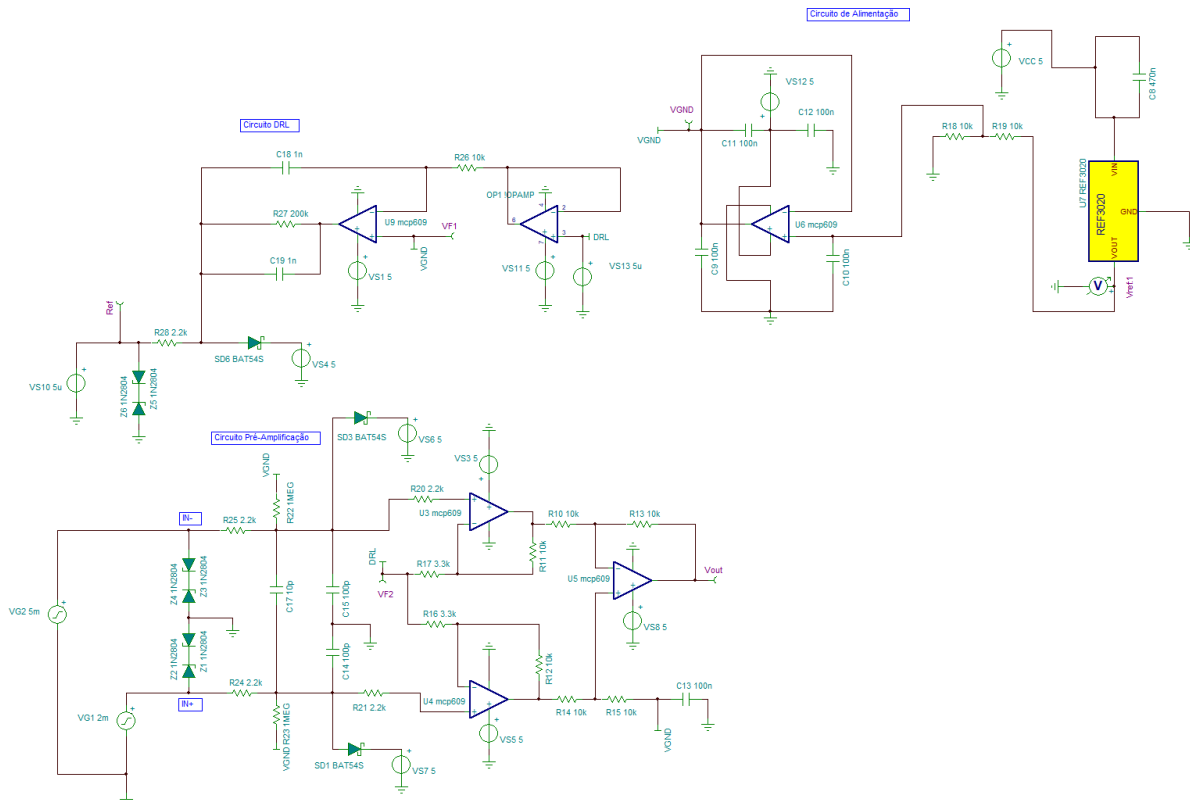 Circuito de Alimentação
VCC 5
C8 470n
VS12 5
C12 100n
VGND
VGND
C11 100n
R18 10k
R19 10k
U7 REF3020
REF3020
VIN
GND
VOUT
U6 mcp609
C9 100n
C10 100n
V
Vref.1
Circuito DRL
C18 1n
R26 10k
OP1 !OPAMP
4
2
6
3
7
DRL
R27 200k
U9 mcp609
VF1
VGND
C19 1n
VS1 5
VS11 5
VS13 5u
Ref
R28 2.2k
SD6 BAT54S
VS4 5
VS10 5u
Z6 1N2804
Z5 1N2804
Circuito Pré-Amplificação
SD3 BAT54S
VS6 5
VS3 5
VGND
R22 1MEG
R20 2.2k
U3 mcp609
R10 10k
R13 10k
IN-
R25 2.2k
R11 10k
DRL
R17 3.3k
VF2
U5 mcp609
Vout
Z4 1N2804
Z3 1N2804
C17 10p
C15 100p
VG2 5m
R16 3.3k
VS8 5
Z2 1N2804
Z1 1N2804
C14 100p
R12 10k
R24 2.2k
R21 2.2k
U4 mcp609
R14 10k
R15 10k
C13 100n
IN+
VG1 2m
VGND
R23 1MEG
VGND
SD1 BAT54S
VS7 5
VS5 5